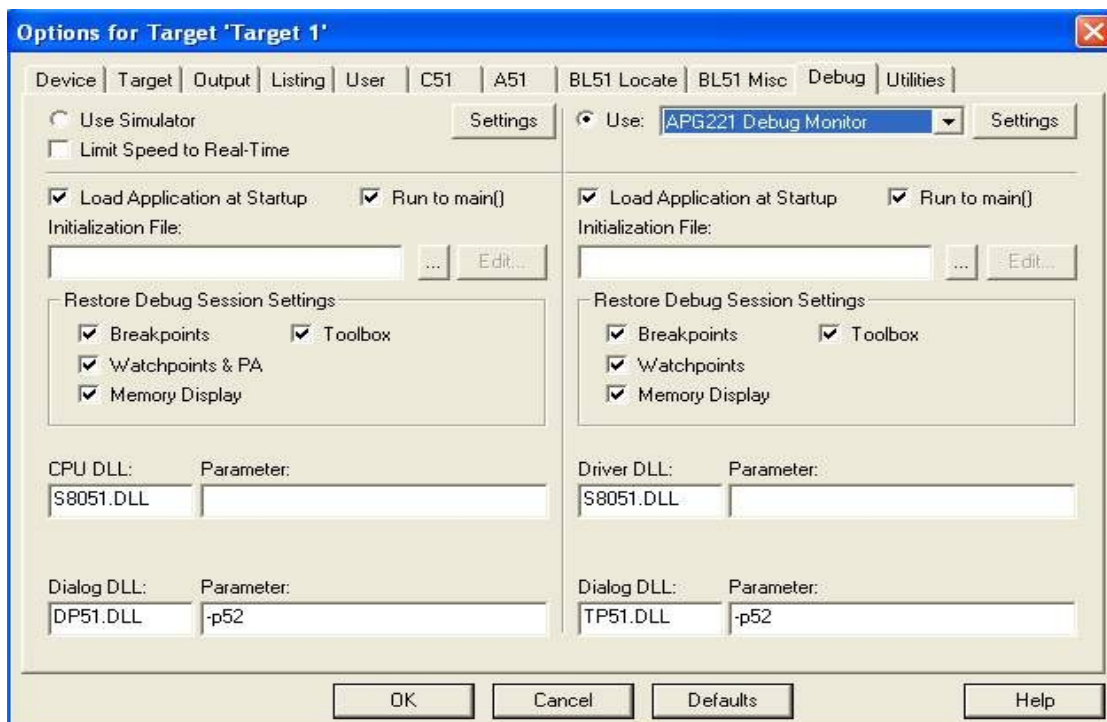 Options for Target 'Target 1'
Device Target Output Listing User C51 A51 BL51 Locate BL51 Misc Debug Utilities
Use Simulator Settings
Limit Speed to Real-Time
Use: APG221 Debug Monitor Settings
Load Application at Startup Run to main()
Initialization File:
... Edit...
Load Application at Startup Run to main()
Initialization File:
... Edit...
Restore Debug Session Settings
Breakpoints Toolbox
Watchpoints & PA
Memory Display
Restore Debug Session Settings
Breakpoints Toolbox
Watchpoints
Memory Display
CPU DLL: Parameter:
S8051.DLL
Driver DLL: Parameter:
S8051.DLL
Dialog DLL: Parameter:
DP51.DLL -p52
Dialog DLL: Parameter:
TP51.DLL -p52
OK Cancel Defaults Help